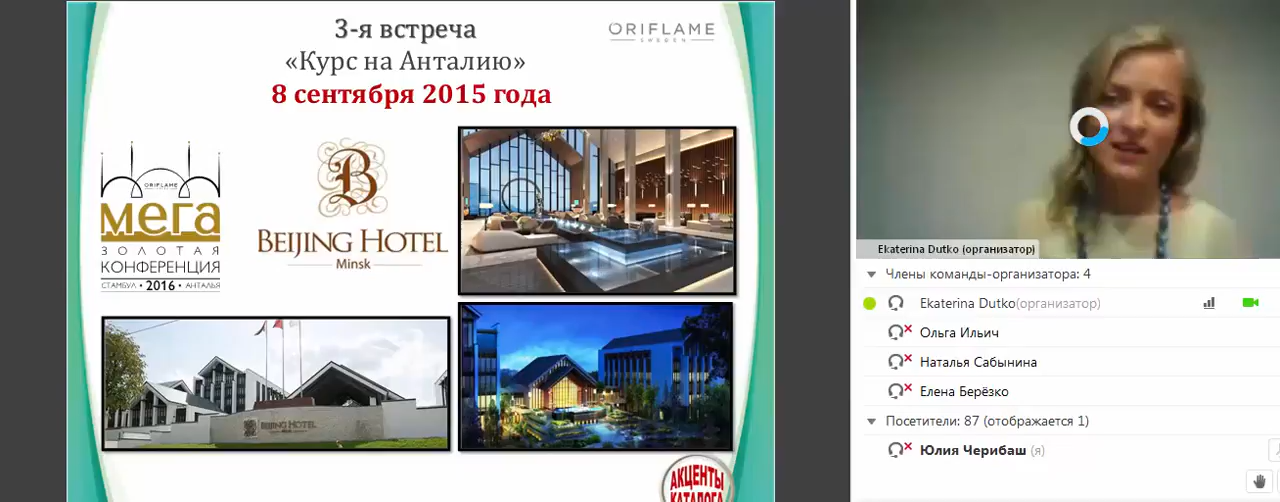 3-я встреча
«Курс на Анталию»
8 сентября 2015 года
ORIFLAME
SWEDEN
ORIFLAME
мега
ЗОЛОТАЯ
КОНФЕРЕНЦИЯ
СТАМБУЛ • 2016 • АНТАЛЬЯ
B
BEIJING HOTEL
Minsk
BEIJING HOTEL
АКЦЕНТЫ
КАТАЛОГА
Ekaterina Dutko (организатор)
Члены команды-организатора: 4
Ekaterina Dutko(организатор)
Ольга Ильич
Наталья Сабынина
Елена Берёзко
Посетители: 87 (отображается 1)
Юлия Черибаш (я)